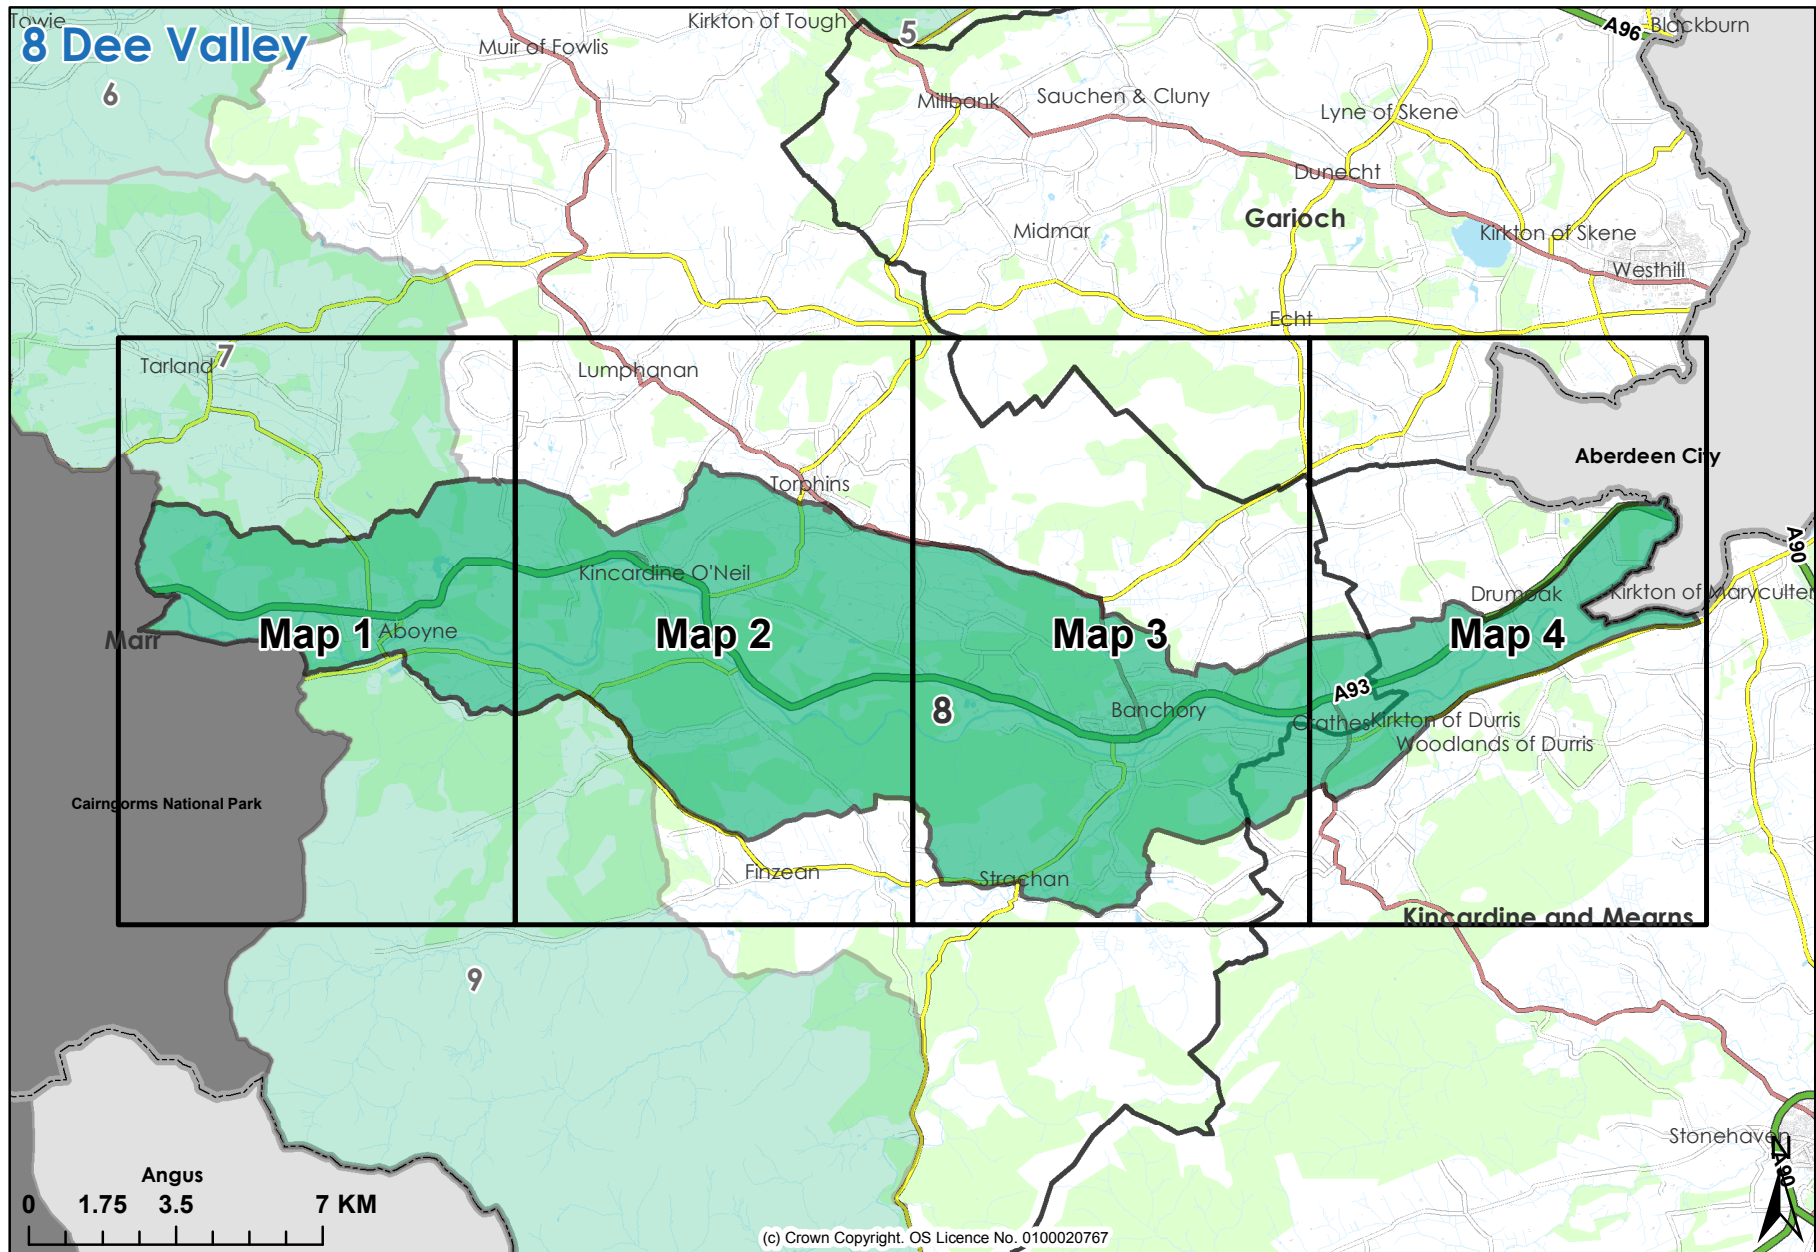 Towie
8 Dee Valley
6
Muir of Fowlis
Kirkton of Tough
5
A96
Blackburn
Millbank
Sauchen & Cluny
Lyne of Skene
Dunecht
Midmar
Garioch
Kirkton of Skene
Westhill
Echt
Tarland
7
Lumphanan
Torphins
Aberdeen City
A90
Kincardine O'Neil
Drumoak
Kirkton of Maryculter
Marr
Map 1
Aboyne
Map 2
Map 3
Map 4
A93
8
Banchory
Crathes
Kirkton of Durris
Woodlands of Durris
Cairngorms National Park
Finzean
Strachan
Kincardine and Mearns
9
Stonehaven
N
A90
Angus
0 1.75 3.5 7 KM
(c) Crown Copyright. OS Licence No. 0100020767